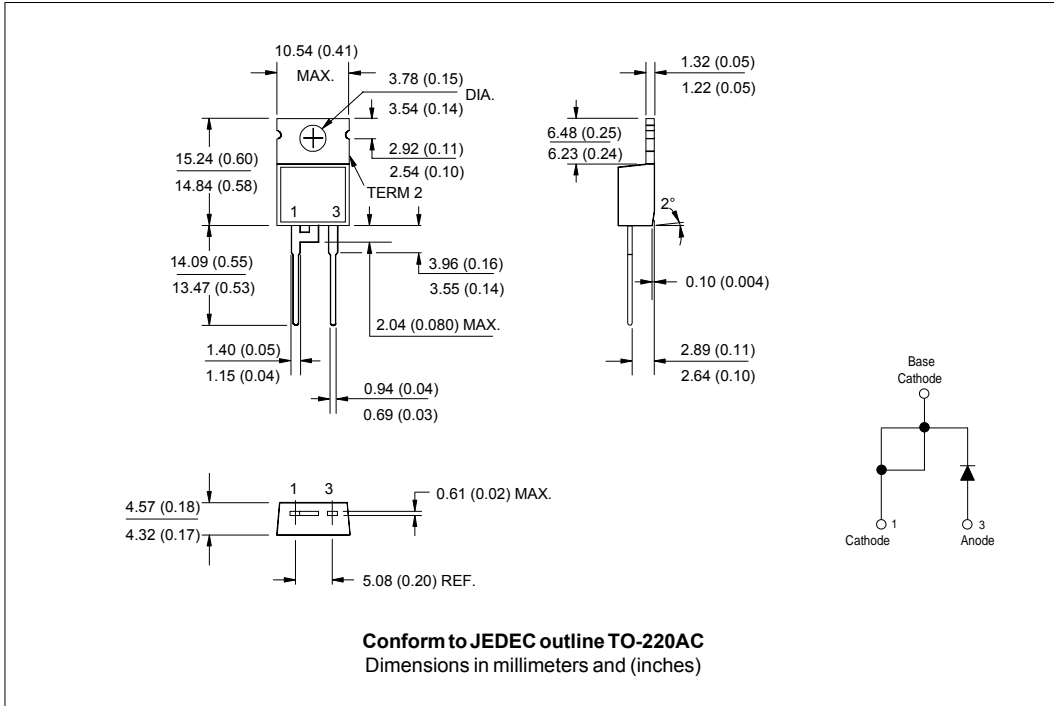 10.54 (0.41)
MAX.
3.78 (0.15)
3.54 (0.14)
DIA.
2.92 (0.11)
2.54 (0.10)
TERM 2
15.24 (0.60)
14.84 (0.58)
1 3
14.09 (0.55)
13.47 (0.53)
3.96 (0.16)
3.55 (0.14)
2.04 (0.080) MAX.
1.40 (0.05)
1.15 (0.04)
0.94 (0.04)
0.69 (0.03)
1.32 (0.05)
1.22 (0.05)
6.48 (0.25)
6.23 (0.24)
2°
0.10 (0.004)
2.89 (0.11)
2.64 (0.10)
Base
Cathode
1
Cathode
3
Anode
1 3
4.57 (0.18)
4.32 (0.17)
0.61 (0.02) MAX.
5.08 (0.20) REF.
Conform to JEDEC outline TO-220AC
Dimensions in millimeters and (inches)